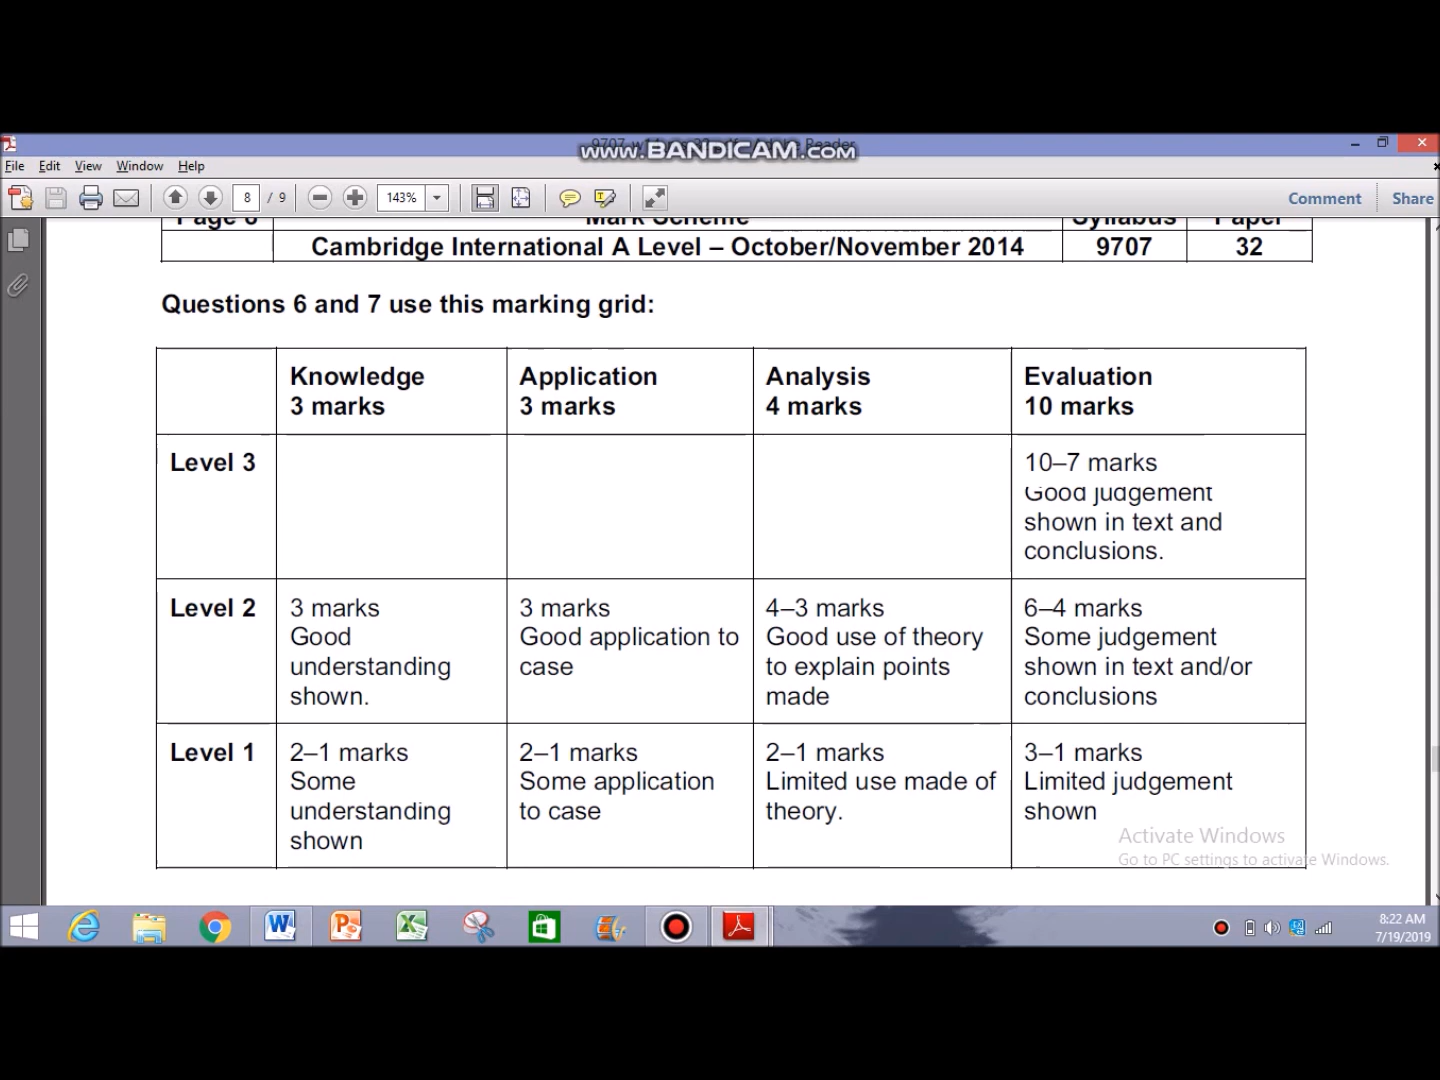 www.BANDICAM.com
File Edit View Window Help
8 / 9 143% Comment Share
Mark Scheme Syllabus Paper
Cambridge International A Level – October/November 2014 9707 32
Questions 6 and 7 use this marking grid:
Knowledge Application Analysis Evaluation
3 marks 3 marks 4 marks 10 marks
Level 3 10–7 marks
Good judgement
shown in text and
conclusions.
Level 2 3 marks 3 marks 4–3 marks 6–4 marks
Good Good application to Good use of theory Some judgement
understanding case to explain points shown in text and/or
shown. made conclusions
Level 1 2–1 marks 2–1 marks 2–1 marks 3–1 marks
Some Some application Limited use made of Limited judgement
understanding to case theory. shown
shown
Activate Windows
Go to PC settings to activate Windows.
8:22 AM
7/19/2019